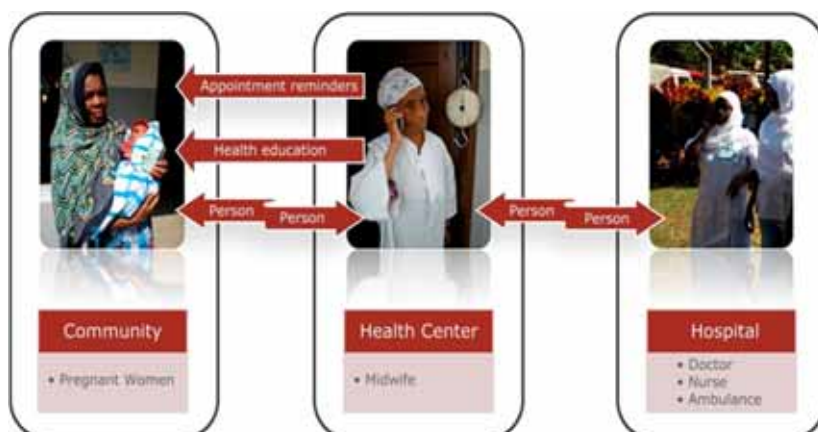 Appointment reminders
Health education
Person
Person
Person
Person
Community
• Pregnant Women
Health Center
• Midwife
Hospital
• Doctor
• Nurse
• Ambulance